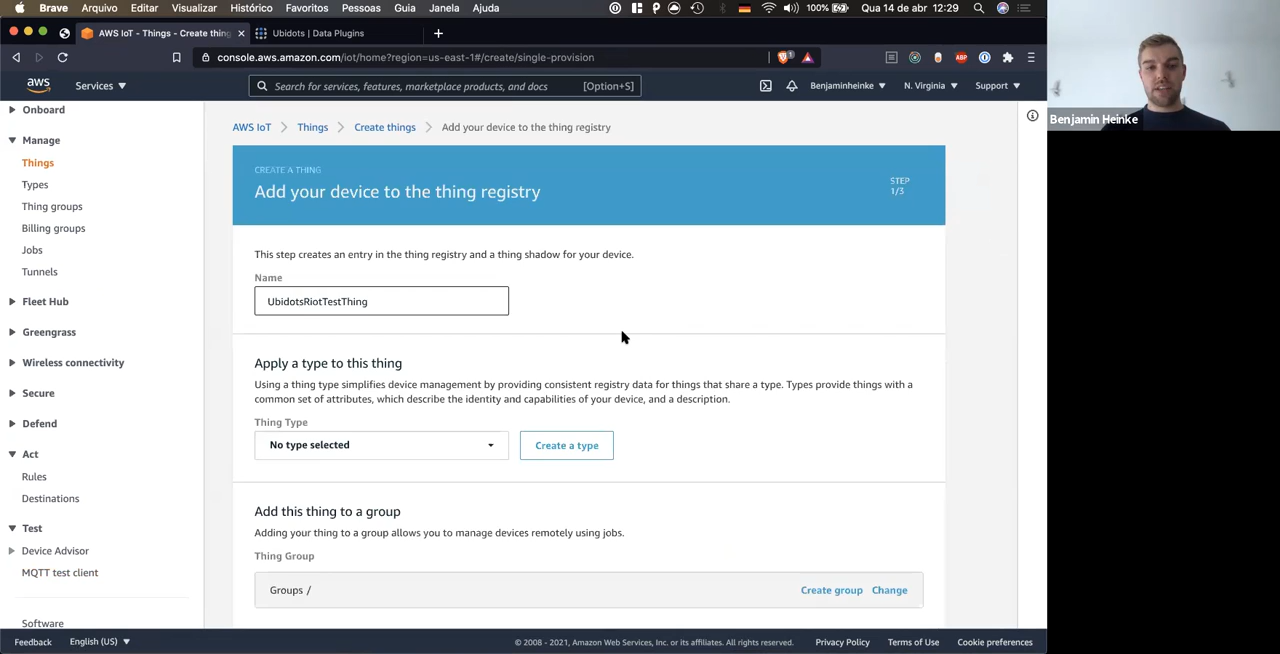 Brave Arquivo Editar Visualizar Histórico Favoritos Pessoas Guia Janela Ajuda 100% Qua 14 de abr 12:29
AWS IoT - Things - Create thing Ubidots | Data Plugins
console.aws.amazon.com/iot/home?region=us-east-1#/create/single-provision
aws Services Search for services, features, marketplace products, and docs [Option+S] Benjaminheinke N. Virginia Support
Benjamin Heinke
Onboard
Manage
Things
Types
Thing groups
Billing groups
Jobs
Tunnels
Fleet Hub
Greengrass
Wireless connectivity
Secure
Defend
Act
Rules
Destinations
Test
Device Advisor
MQTT test client
Software
AWS IoT Things Create things Add your device to the thing registry
CREATE A THING
Add your device to the thing registry
STEP
1/3
This step creates an entry in the thing registry and a thing shadow for your device.
Name
UbidotsRiotTestThing
Apply a type to this thing
Using a thing type simplifies device management by providing consistent registry data for things that share a type. Types provide things with a
common set of attributes, which describe the identity and capabilities of your device, and a description.
Thing Type
No type selected Create a type
Add this thing to a group
Adding your thing to a group allows you to manage devices remotely using jobs.
Thing Group
Groups / Create group Change
Feedback English (US) © 2008 - 2021, Amazon Web Services, Inc. or its affiliates. All rights reserved. Privacy Policy Terms of Use Cookie preferences